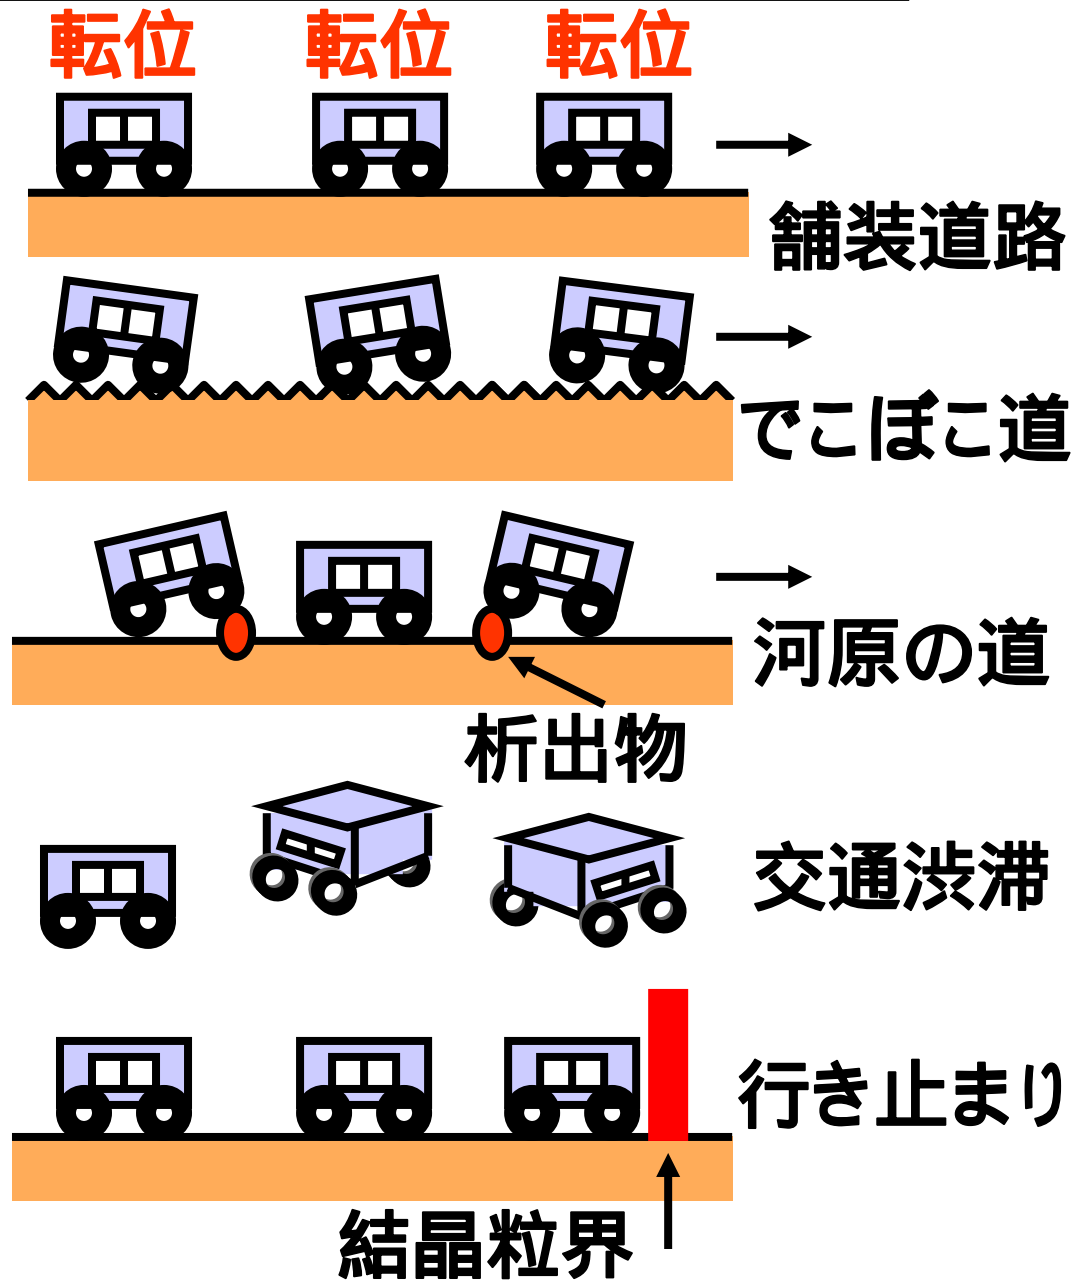 転位 転位 転位
舗装道路
でこぼこ道
河原の道
析出物
交通渋滞
行き止まり
結晶粒界